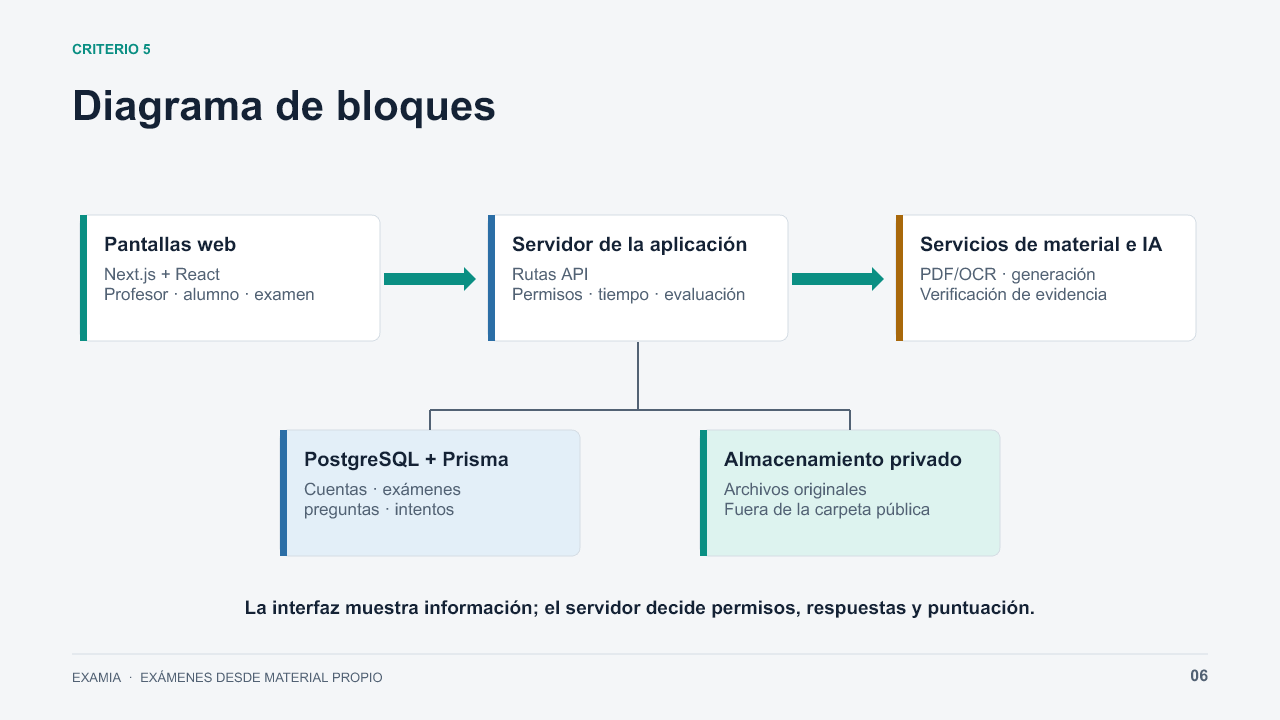 CRITERIO 5
Diagrama de bloques
Pantallas web
Next.js + React
Profesor · alumno · examen
Servidor de la aplicación
Rutas API
Permisos · tiempo · evaluación
Servicios de material e IA
PDF/OCR · generación
Verificación de evidencia
PostgreSQL + Prisma
Cuentas · exámenes
preguntas · intentos
Almacenamiento privado
Archivos originales
Fuera de la carpeta pública
La interfaz muestra información; el servidor decide permisos, respuestas y puntuación.
EXAMIA · EXÁMENES DESDE MATERIAL PROPIO
06